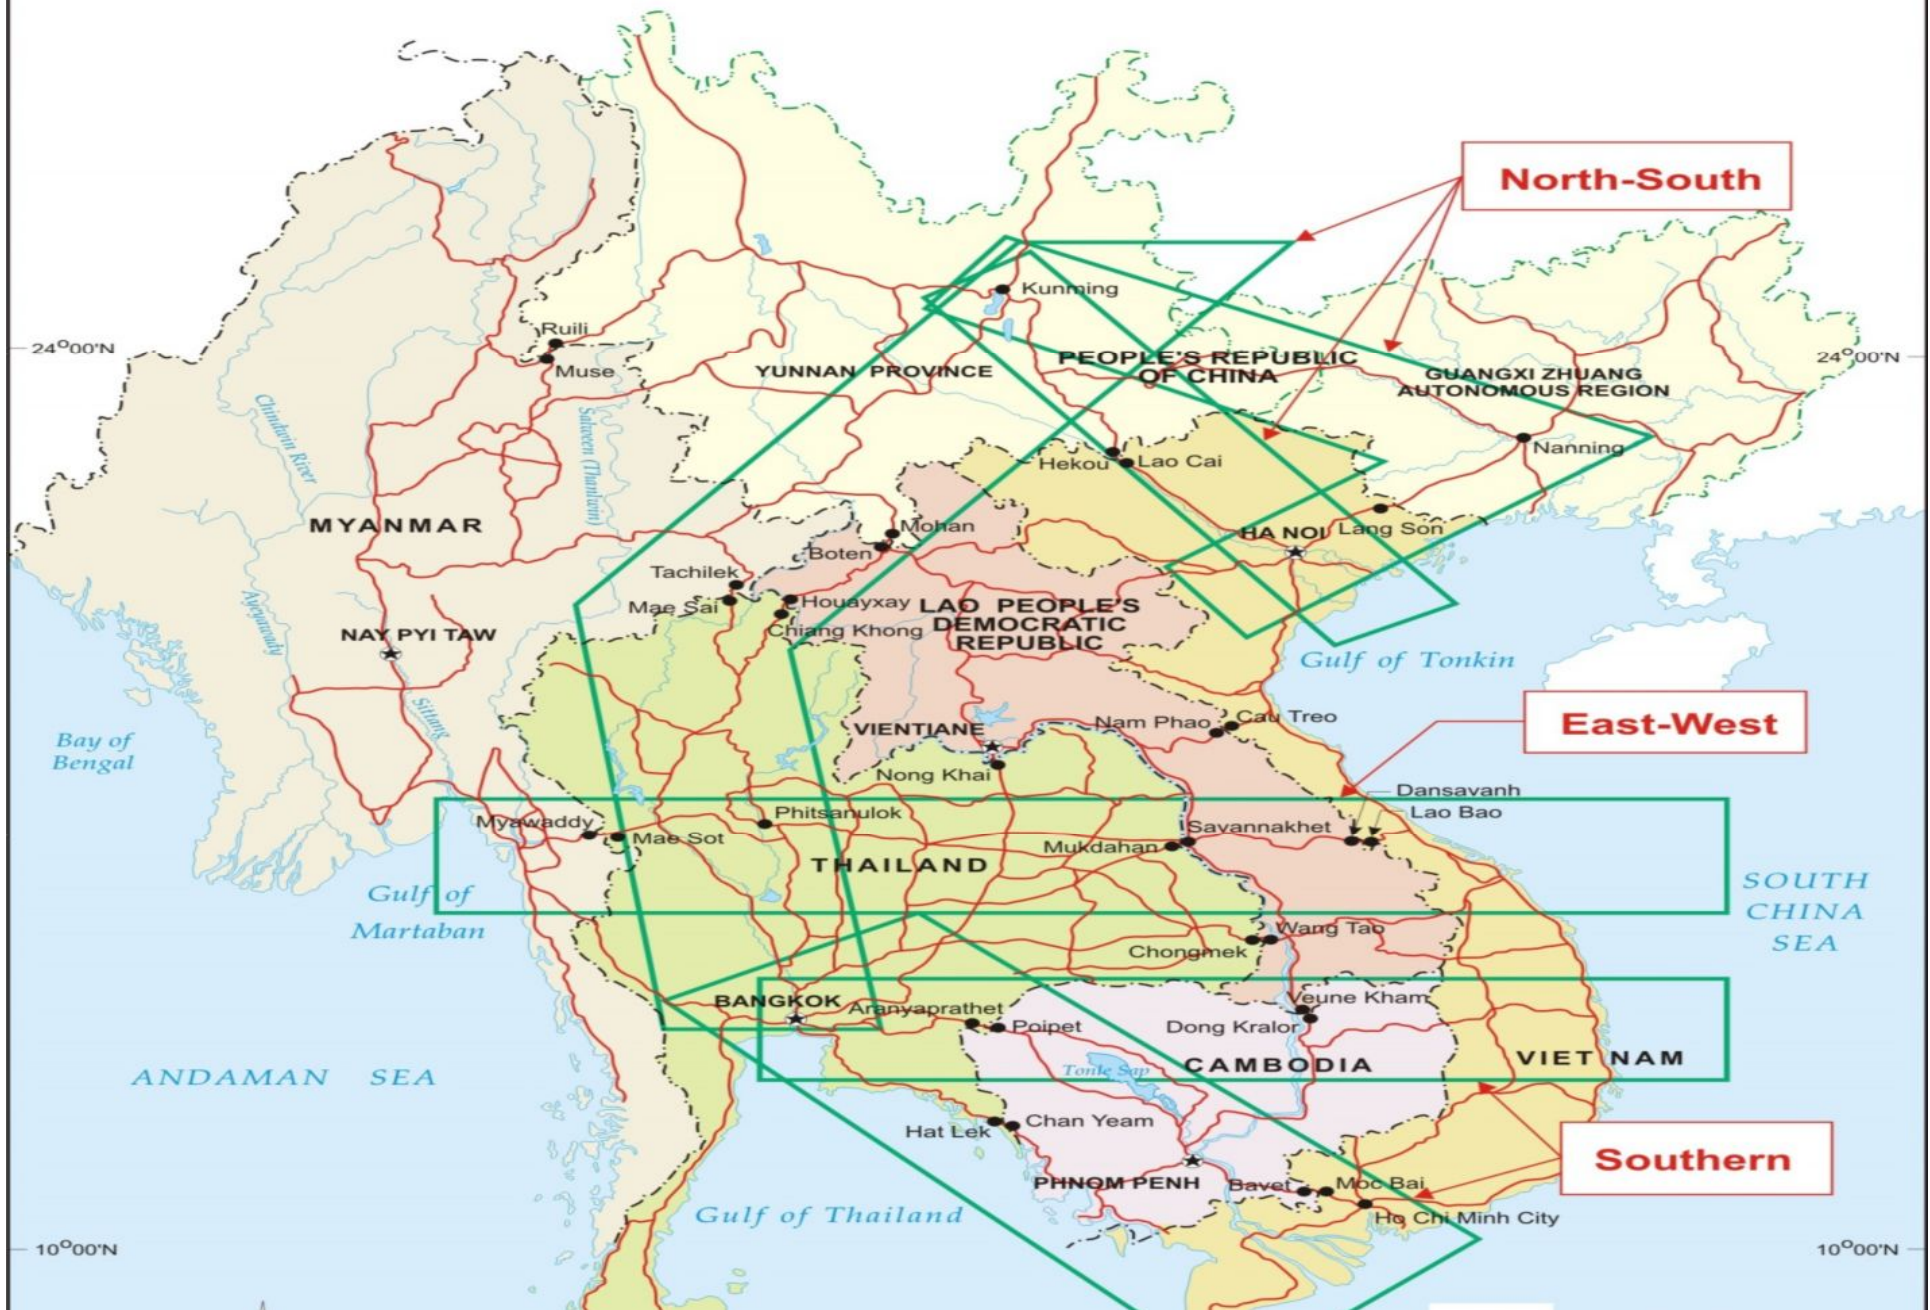 North-South
Kunming
Ruili
24°00'N
24°00'N
Muse
YUNNAN PROVINCE
PEOPLE'S REPUBLIC
OF CHINA
GUANGXI ZHUANG
AUTONOMOUS REGION
Chindwin River
Salween (Thanlwin)
Nanning
Hekou
Lao Cai
MYANMAR
Mohan
HA NOI
Lang Son
Boten
Tachilek
Mae Sai
Houayxay
LAO PEOPLE'S
DEMOCRATIC
REPUBLIC
Chiang Khong
Ayeyawady
NAY PYI TAW
Gulf of Tonkin
Sittang
Nam Phao
Cau Treo
East-West
VIENTIANE
Bay of
Bengal
Nong Khai
Dansavanh
Lao Bao
Phitsanulok
Myawaddy
Mae Sot
Savannakhet
Mukdahan
THAILAND
Gulf of
Martaban
SOUTH
CHINA
SEA
Wang Tao
Chongmek
BANGKOK
Aranyaprathet
Veune Kham
Poipet
Dong Kralor
VIET NAM
CAMBODIA
Tonle Sap
ANDAMAN SEA
Hat Lek
Chan Yeam
Southern
PHNOM PENH
Bavet
Moc Bai
Gulf of Thailand
Ho Chi Minh City
10°00'N
10°00'N